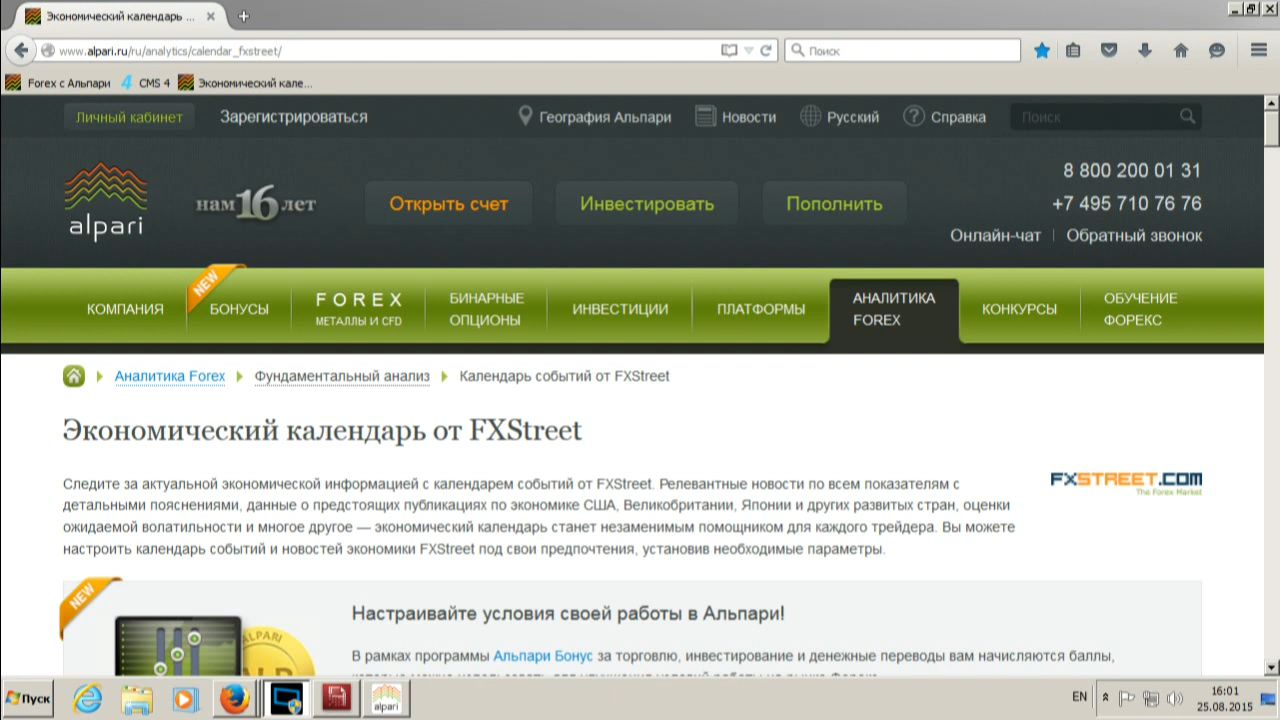 Экономический календарь ...
www.alpari.ru/ru/analytics/calendar_fxstreet/
Поиск
Forex с Альпари
CMS 4
Экономический кале...
Личный кабинет
Зарегистрироваться
География Альпари
Новости
Русский
Справка
Поиск
alpari
нам 16 лет
Открыть счет
Инвестировать
Пополнить
8 800 200 01 31
+7 495 710 76 76
Онлайн-чат
Обратный звонок
КОМПАНИЯ
NEW
БОНУСЫ
FOREX
МЕТАЛЛЫ И CFD
БИНАРНЫЕ
ОПЦИОНЫ
ИНВЕСТИЦИИ
ПЛАТФОРМЫ
АНАЛИТИКА
FOREX
КОНКУРСЫ
ОБУЧЕНИЕ
ФОРЕКС
Аналитика Forex
Фундаментальный анализ
Календарь событий от FXStreet
Экономический календарь от FXStreet
Следите за актуальной экономической информацией с календарем событий от FXStreet. Релевантные новости по всем показателям с
детальными пояснениями, данные о предстоящих публикациях по экономике США, Великобритании, Японии и других развитых стран, оценки
ожидаемой волатильности и многое другое — экономический календарь станет незаменимым помощником для каждого трейдера. Вы можете
настроить календарь событий и новостей экономики FXStreet под свои предпочтения, установив необходимые параметры.
FXSTREET.COM
The Forex Market
NEW
ALPARI
Настраивайте условия своей работы в Альпари!
В рамках программы Альпари Бонус за торговлю, инвестирование и денежные переводы вам начисляются баллы,
Пуск
alpari
EN
16:01
25.08.2015